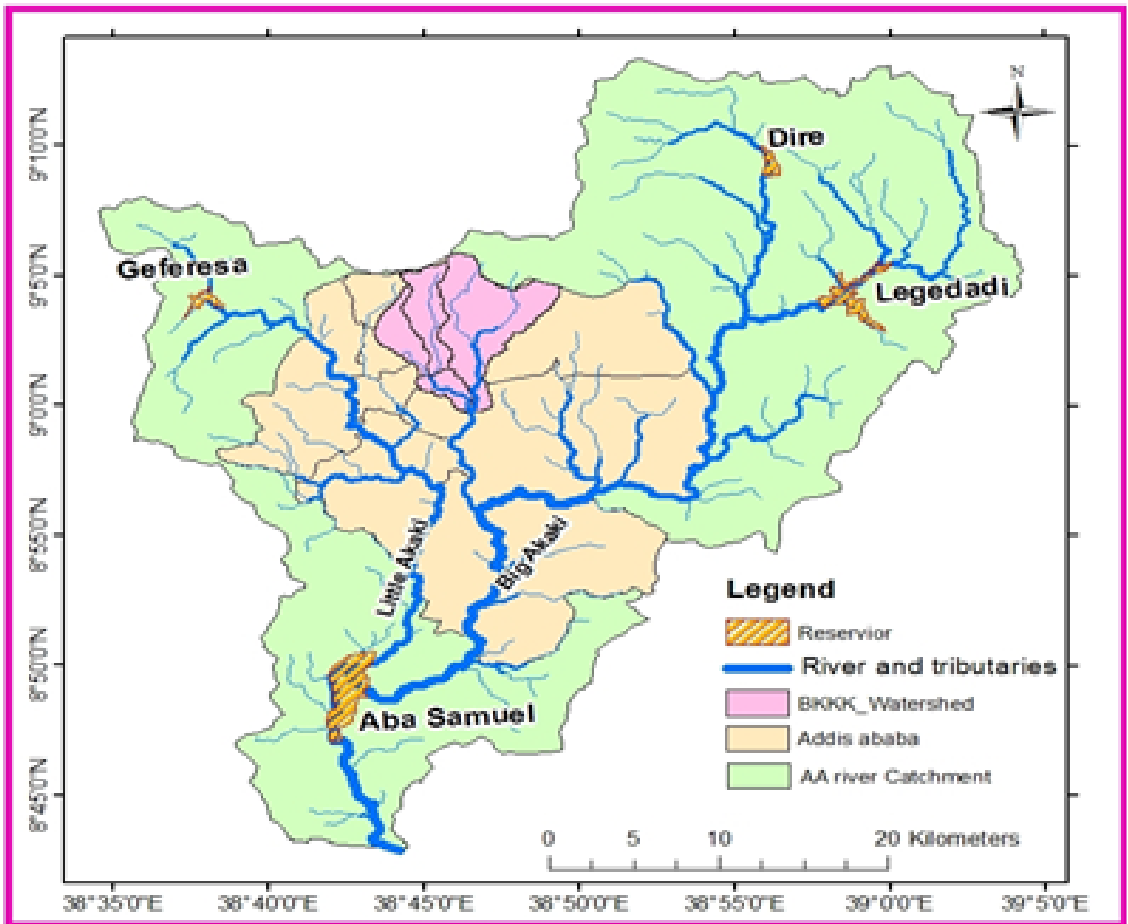 N
Dire
Geferesa
Legedadi
Little Akaki
Big Akaki
Aba Samuel
9°10'0"N
9°5'0"N
9°0'0"N
8°55'0"N
8°50'0"N
8°45'0"N
Legend
Reservior
River and tributaries
BKKK_Watershed
Addis ababa
AA river Catchment
0 5 10 20 Kilometers
38°35'0"E 38°40'0"E 38°45'0"E 38°50'0"E 38°55'0"E 39°0'0"E 39°5'0"E